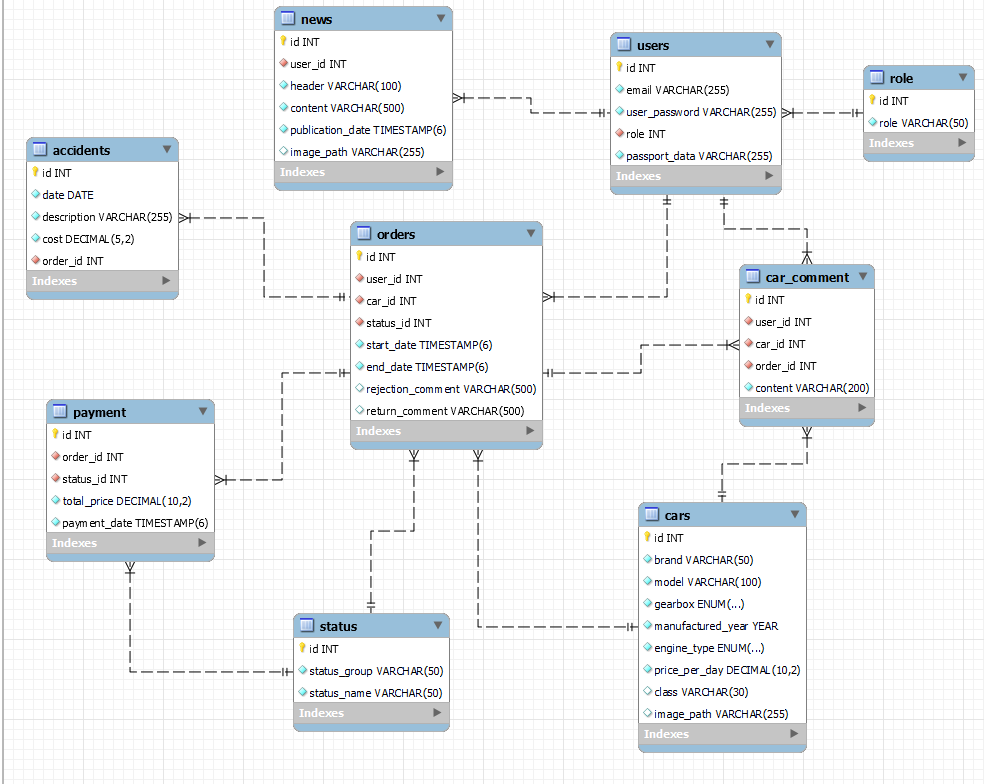 news
id INT
user_id INT
header VARCHAR(100)
content VARCHAR(500)
publication_date TIMESTAMP(6)
image_path VARCHAR(255)
Indexes
users
id INT
email VARCHAR(255)
user_password VARCHAR(255)
role INT
passport_data VARCHAR(255)
Indexes
role
id INT
role VARCHAR(50)
Indexes
accidents
id INT
date DATE
description VARCHAR(255)
cost DECIMAL(5,2)
order_id INT
Indexes
orders
id INT
user_id INT
car_id INT
status_id INT
start_date TIMESTAMP(6)
end_date TIMESTAMP(6)
rejection_comment VARCHAR(500)
return_comment VARCHAR(500)
Indexes
car_comment
id INT
user_id INT
car_id INT
order_id INT
content VARCHAR(200)
Indexes
payment
id INT
order_id INT
status_id INT
total_price DECIMAL(10,2)
payment_date TIMESTAMP(6)
Indexes
cars
id INT
brand VARCHAR(50)
model VARCHAR(100)
gearbox ENUM(...)
manufactured_year YEAR
engine_type ENUM(...)
price_per_day DECIMAL(10,2)
class VARCHAR(30)
image_path VARCHAR(255)
Indexes
status
id INT
status_group VARCHAR(50)
status_name VARCHAR(50)
Indexes